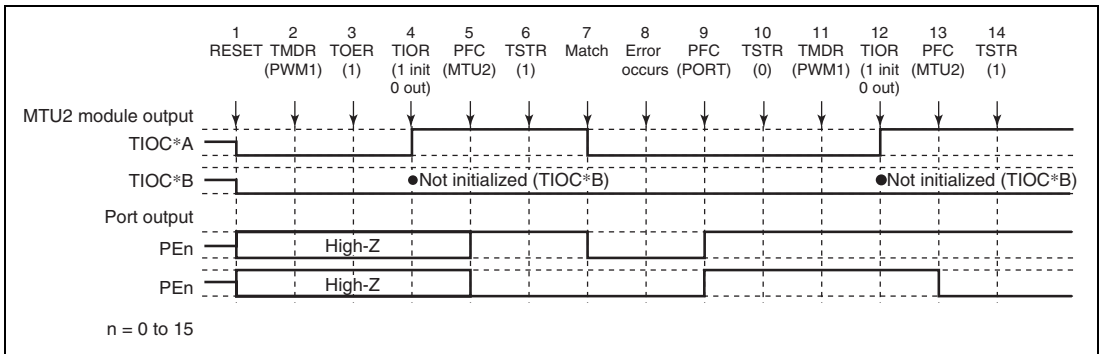 1 2 3 4 5 6 7 8 9 10 11 12 13 14
RESET TMDR TOER TIOR PFC TSTR Match Error PFC TSTR TMDR TIOR PFC TSTR
(PWM1) (1) (1 init (MTU2) (1) occurs (PORT) (0) (PWM1) (1 init (MTU2) (1)
0 out) 0 out)
MTU2 module output
TIOC*A
TIOC*B ●Not initialized (TIOC*B) ●Not initialized (TIOC*B)
Port output
PEn High-Z
PEn High-Z
n = 0 to 15